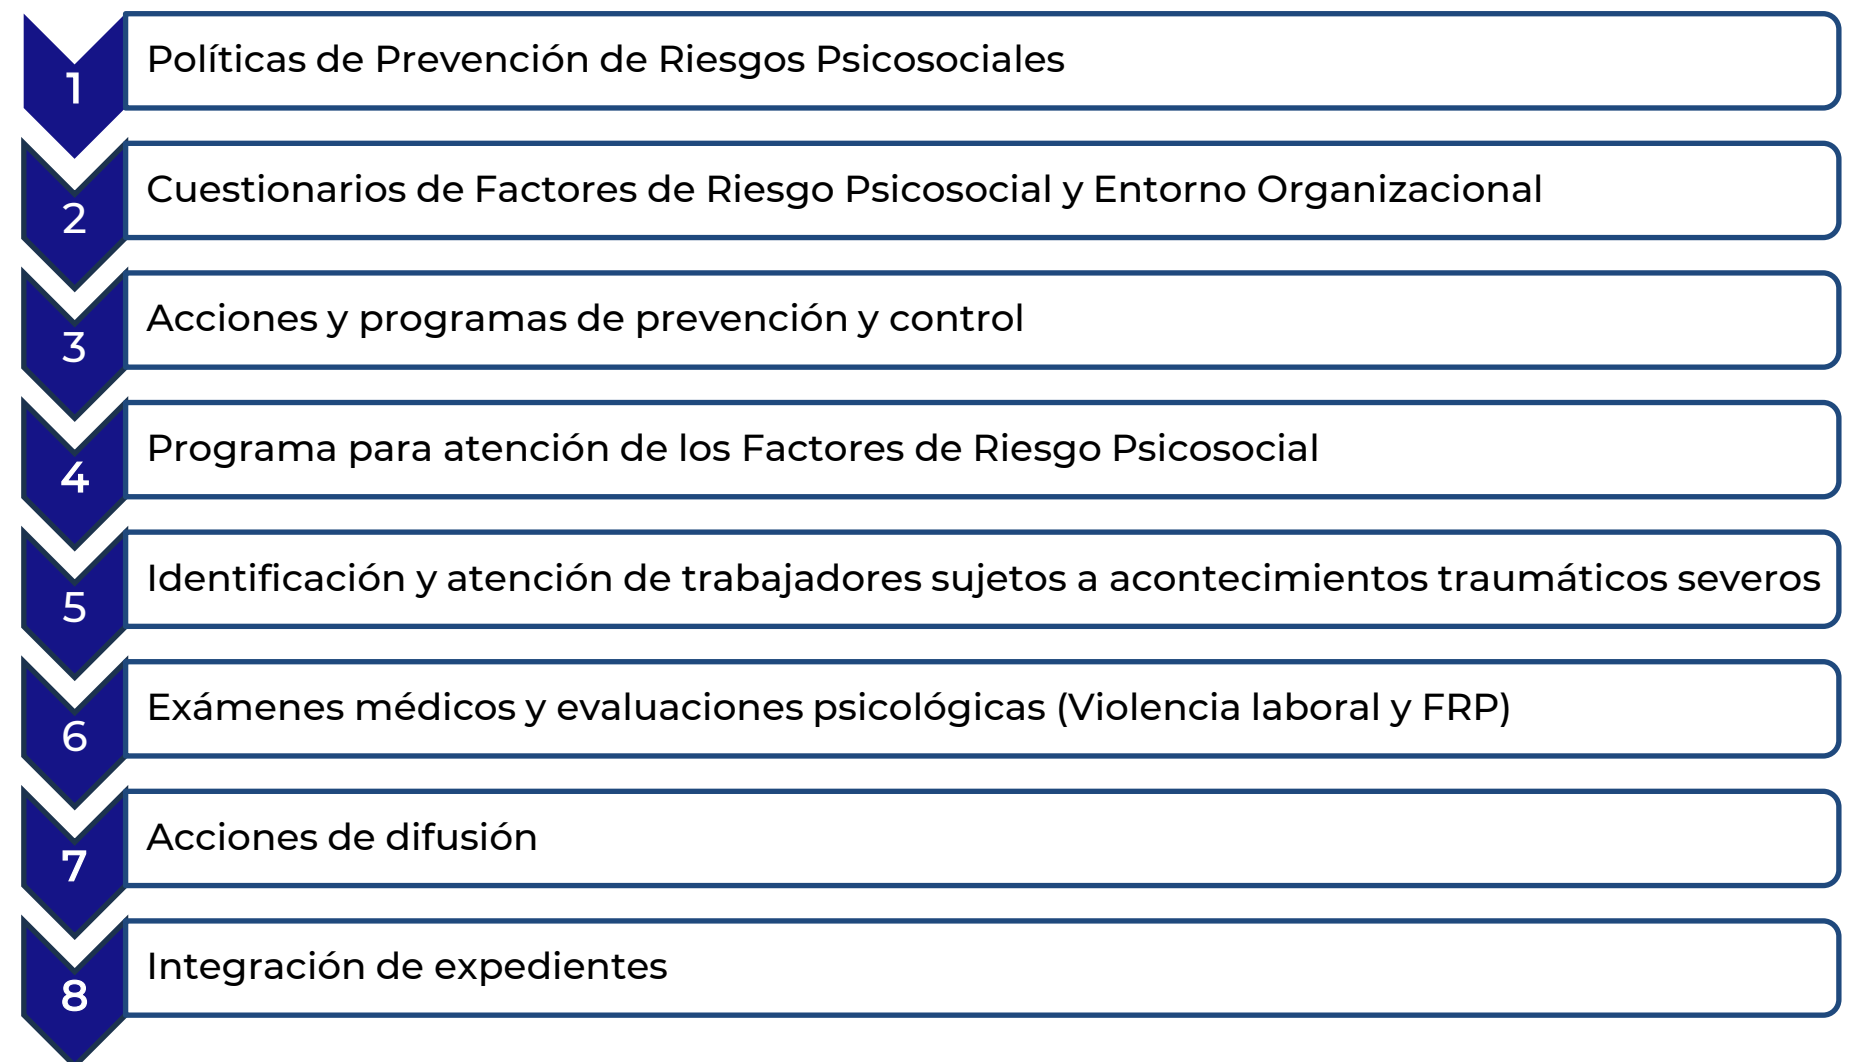 1
Políticas de Prevención de Riesgos Psicosociales
2
Cuestionarios de Factores de Riesgo Psicosocial y Entorno Organizacional
3
Acciones y programas de prevención y control
4
Programa para atención de los Factores de Riesgo Psicosocial
5
Identificación y atención de trabajadores sujetos a acontecimientos traumáticos severos
6
Exámenes médicos y evaluaciones psicológicas (Violencia laboral y FRP)
7
Acciones de difusión
8
Integración de expedientes